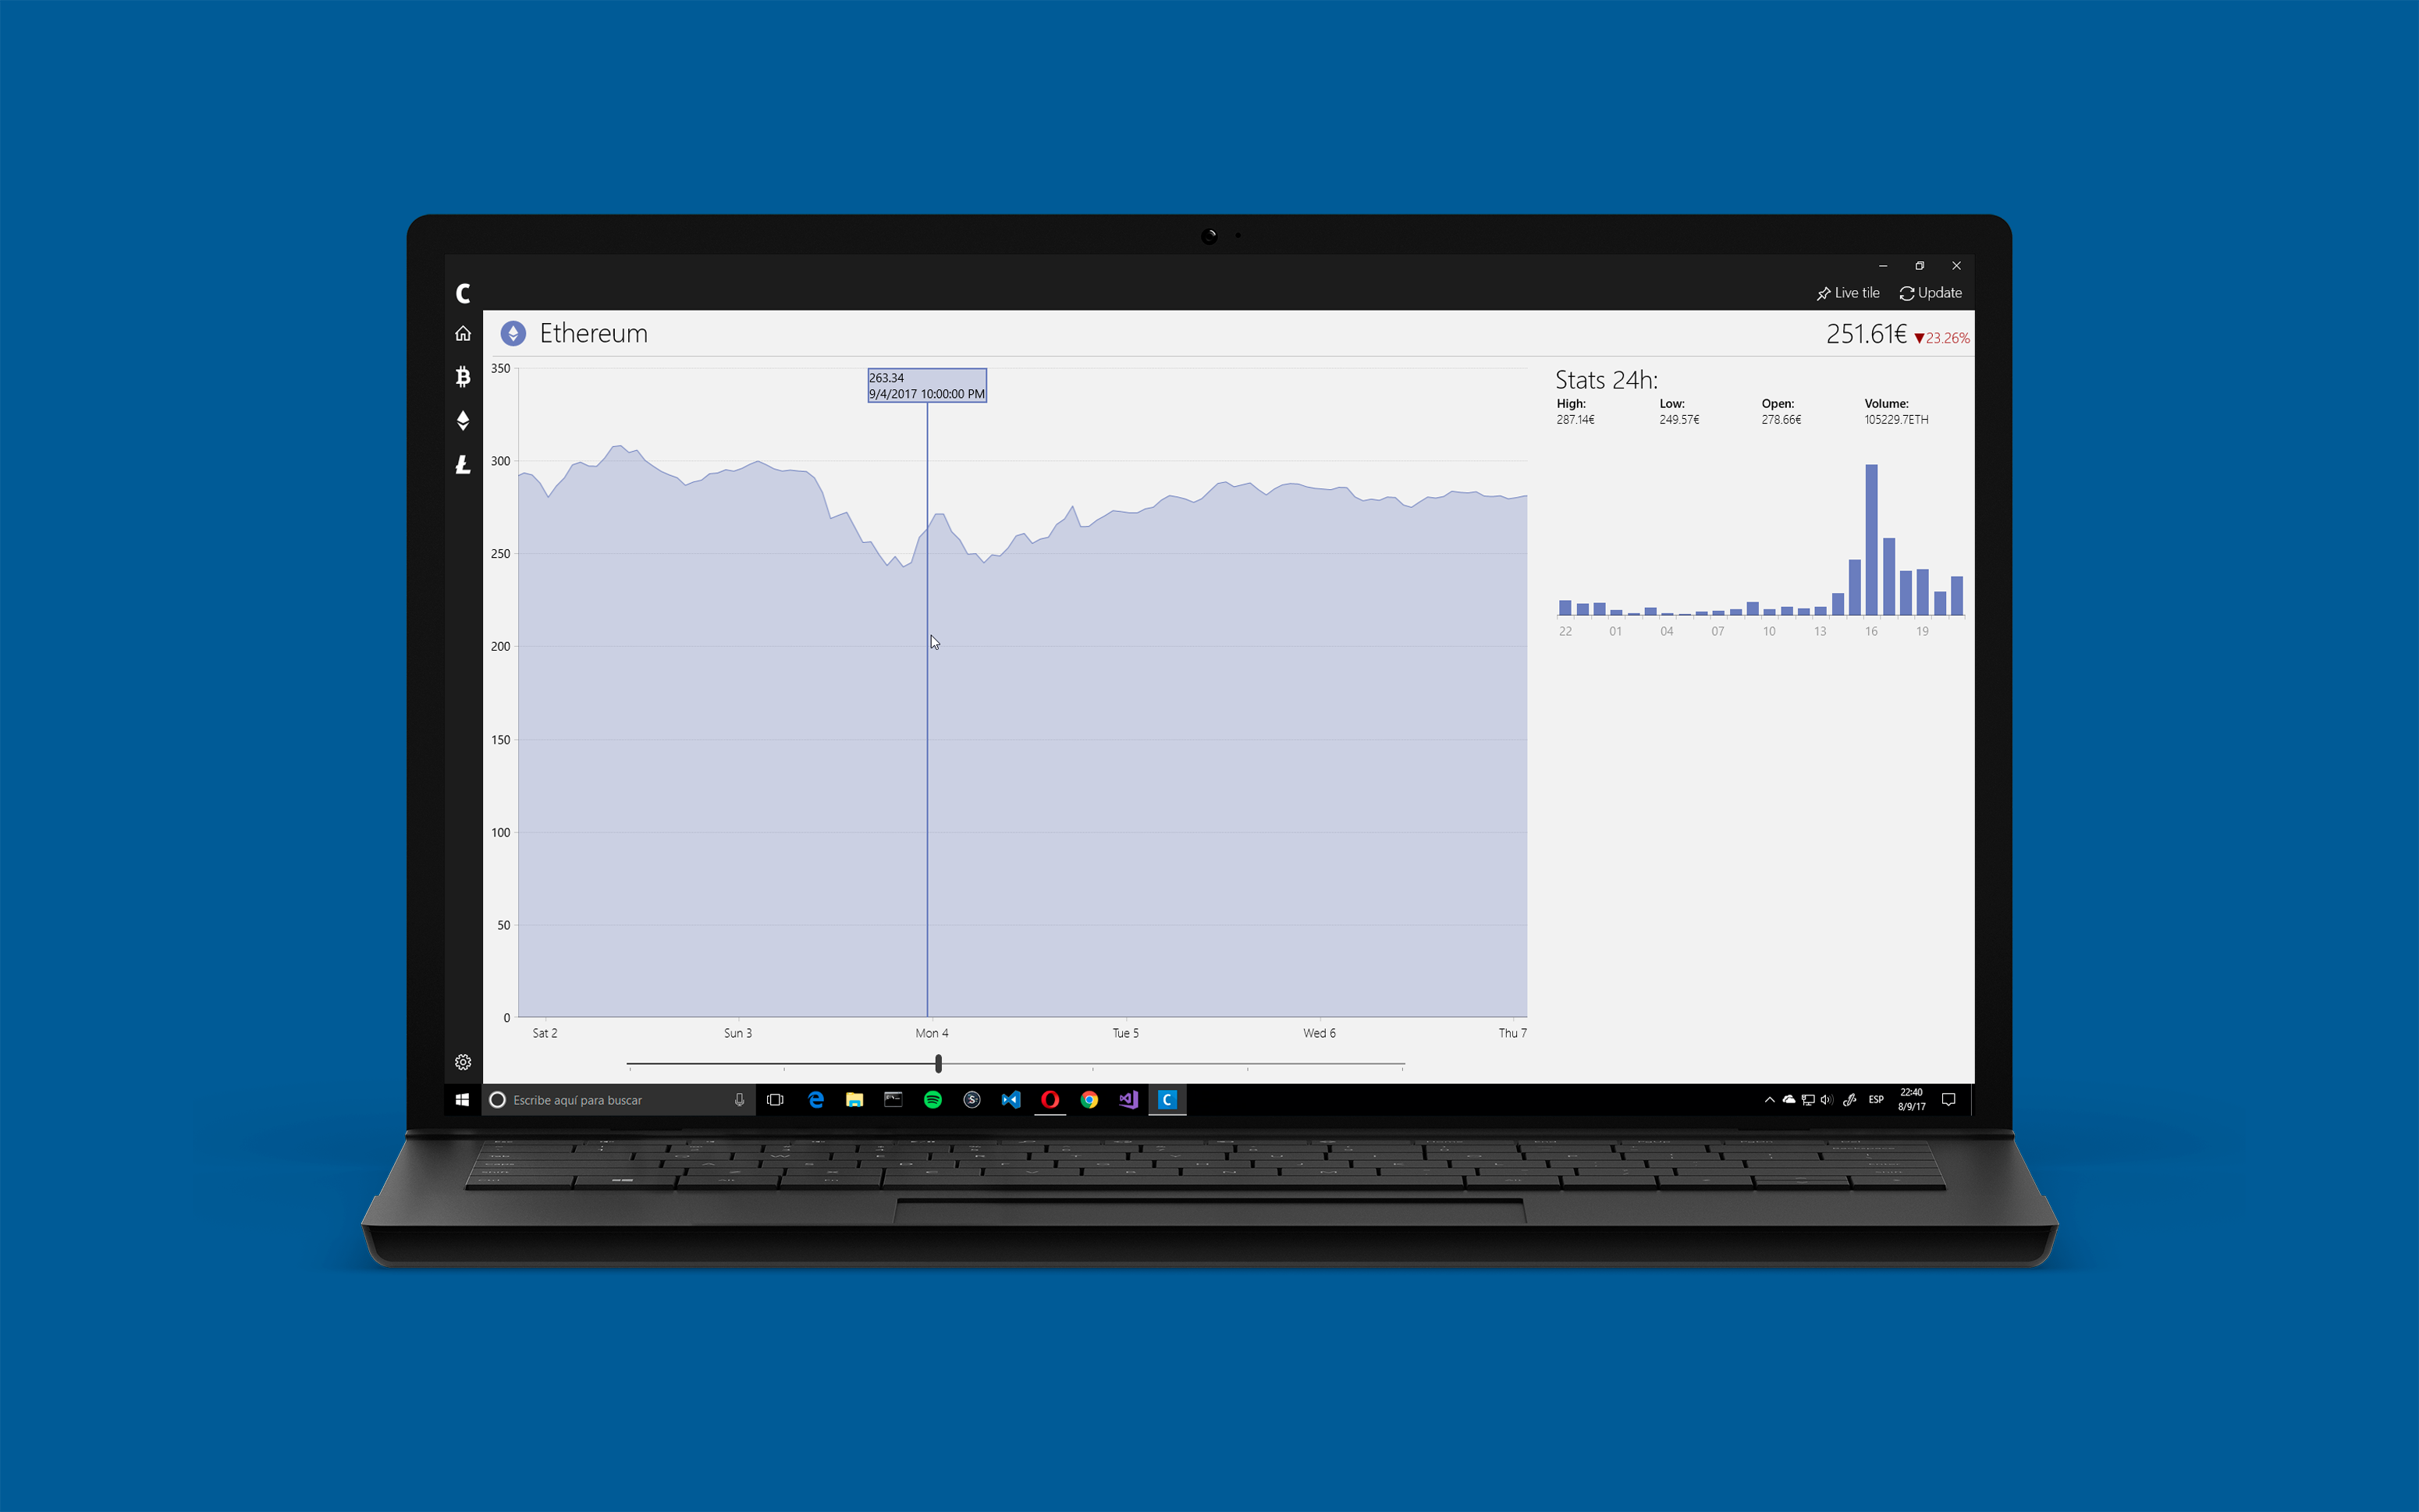 C
Live tile
Update
Ethereum
251.61€ ▼23.26%
350
300
250
200
150
100
50
0
263.34
9/4/2017 10:00:00 PM
Sat 2
Sun 3
Mon 4
Tue 5
Wed 6
Thu 7
Stats 24h:
High: Low: Open: Volume:
287.14€ 249.57€ 278.66€ 105229.7ETH
22 01 04 07 10 13 16 19
Escribe aquí para buscar
C
ESP
22:40
8/9/17